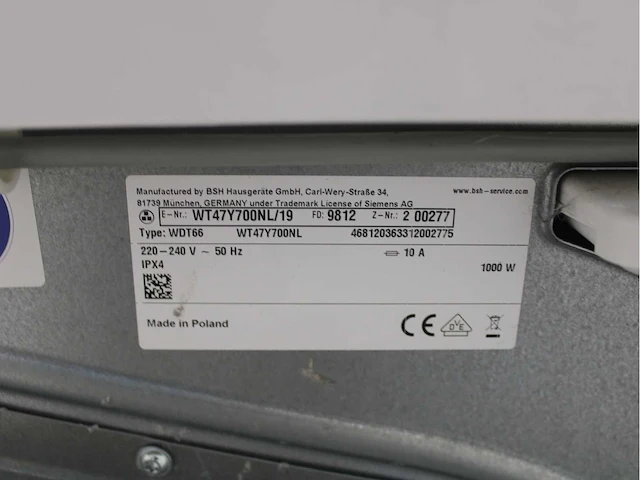 Manufactured by BSH Hausgeräte GmbH, Carl-Wery-Straße 34,
81739 München, GERMANY under Trademark License of Siemens AG
www.bsh-service.com
E-Nr.: WT47Y700NL/19 FD: 9812 Z-Nr.: 2 00277
Type: WDT66 WT47Y700NL 468120363312002775
220-240 V ~ 50 Hz 10 A
IPX4 1000 W
Made in Poland CE DVE